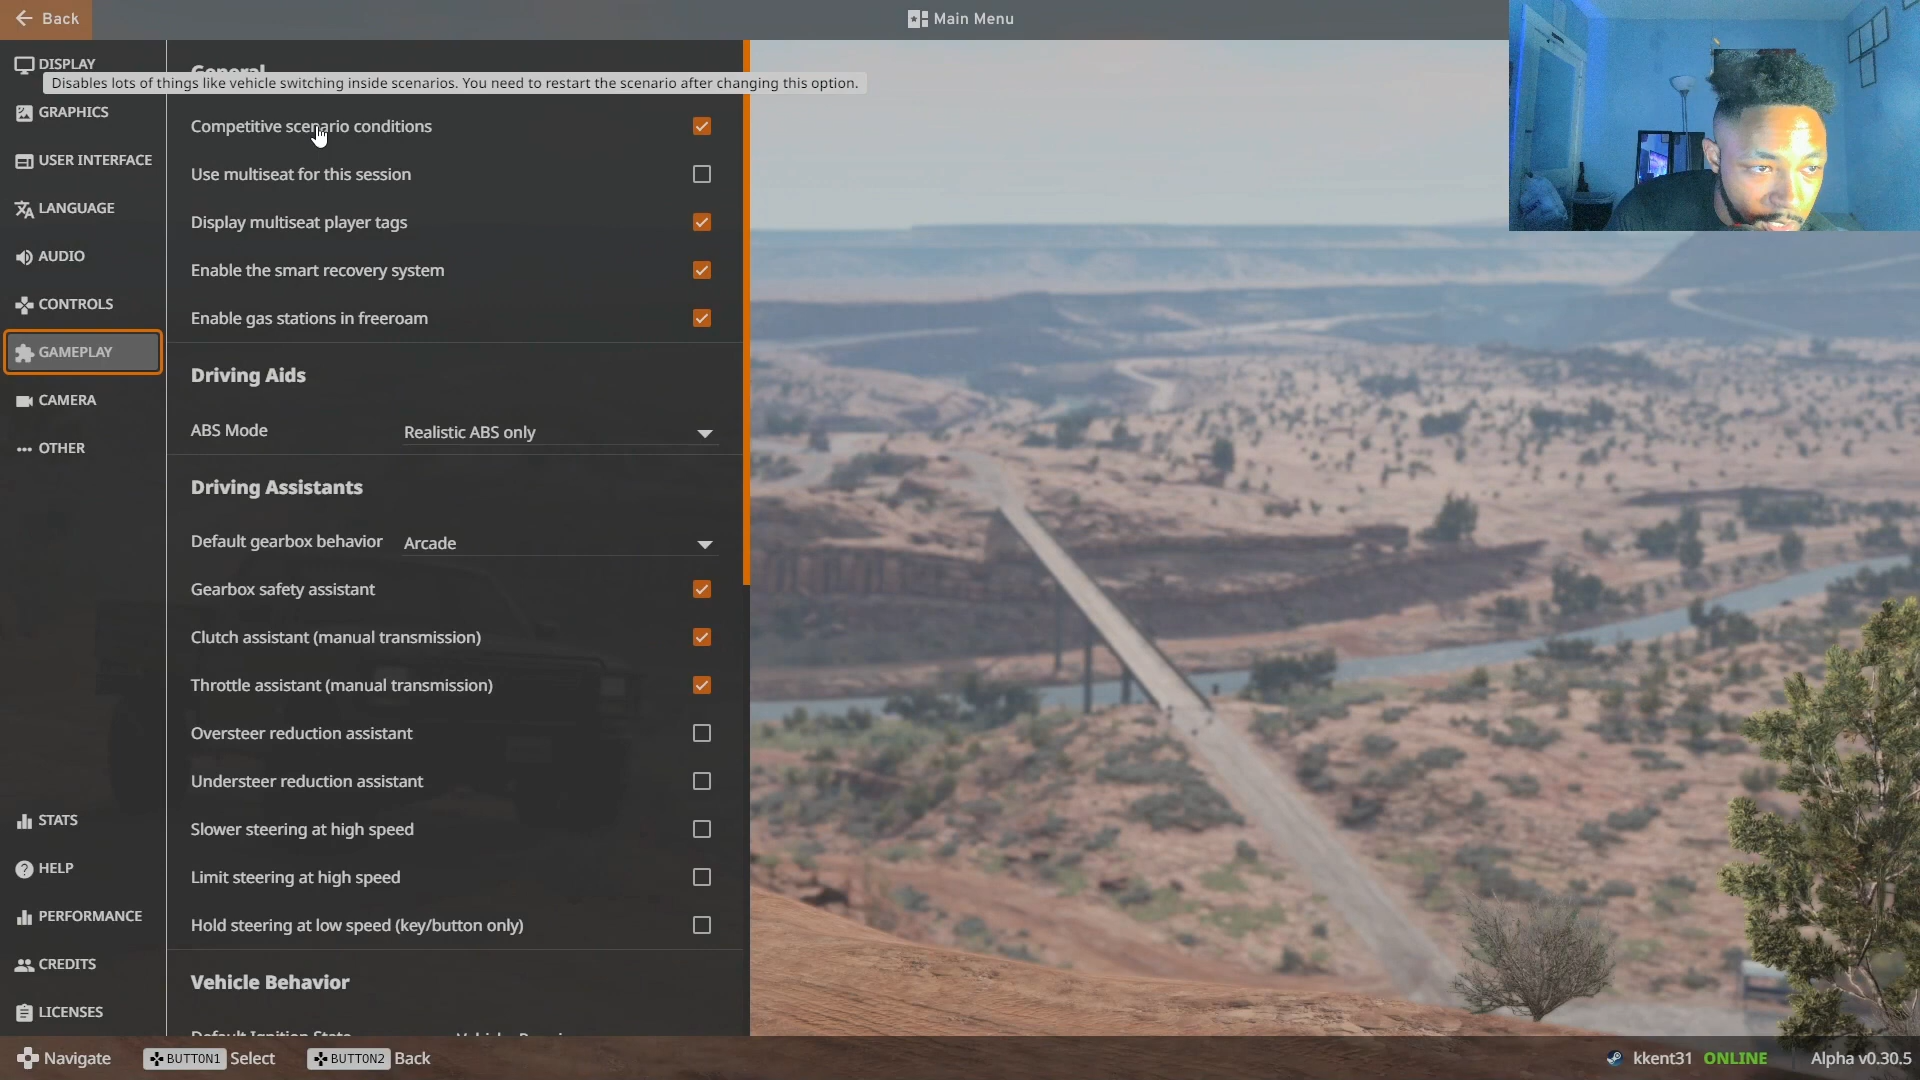 Back
Main Menu
DISPLAY
GRAPHICS
USER INTERFACE
LANGUAGE
AUDIO
CONTROLS
GAMEPLAY
CAMERA
OTHER
STATS
HELP
PERFORMANCE
CREDITS
LICENSES
General
Disables lots of things like vehicle switching inside scenarios. You need to restart the scenario after changing this option.
Competitive scenario conditions
Use multiseat for this session
Display multiseat player tags
Enable the smart recovery system
Enable gas stations in freeroam
Driving Aids
ABS Mode Realistic ABS only
Driving Assistants
Default gearbox behavior Arcade
Gearbox safety assistant
Clutch assistant (manual transmission)
Throttle assistant (manual transmission)
Oversteer reduction assistant
Understeer reduction assistant
Slower steering at high speed
Limit steering at high speed
Hold steering at low speed (key/button only)
Vehicle Behavior
Navigate BUTTON1 Select BUTTON2 Back
kkent31 ONLINE Alpha v0.30.5